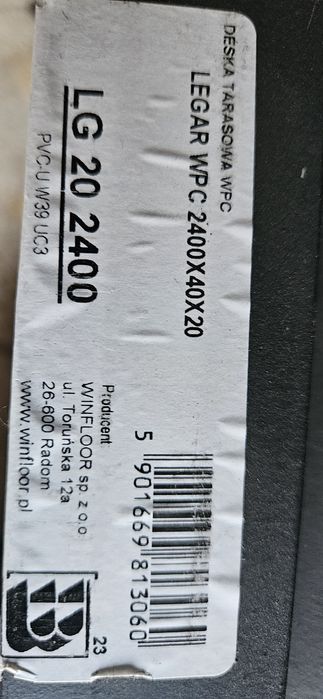 DESKA TARASOWA WPC
LEGAR WPC 2400X40X20
LG 20 2400
PVC-U W39 UC3
5 901669 813060
Producent:
WINFLOOR sp. z o.o
ul. Toruńska 12a
26-600 Radom
www.winfloor.pl
23